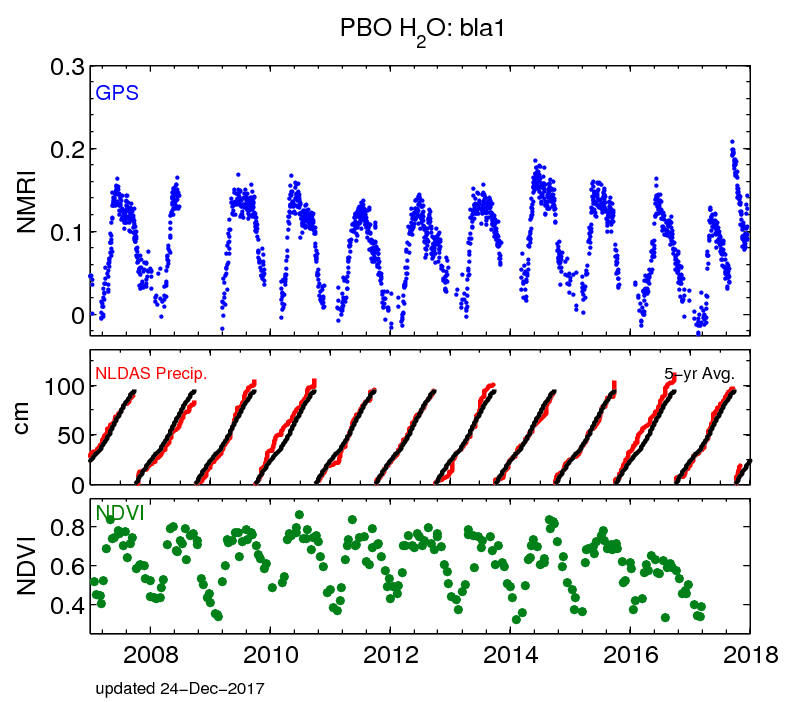 PBO H₂O: bla1
0.3
GPS
0.2
NMRI
0.1
0
NLDAS Precip.
5-yr Avg.
100
cm
50
0
NDVI
0.8
NDVI
0.6
0.4
2008 2010 2012 2014 2016 2018
updated 24-Dec-2017